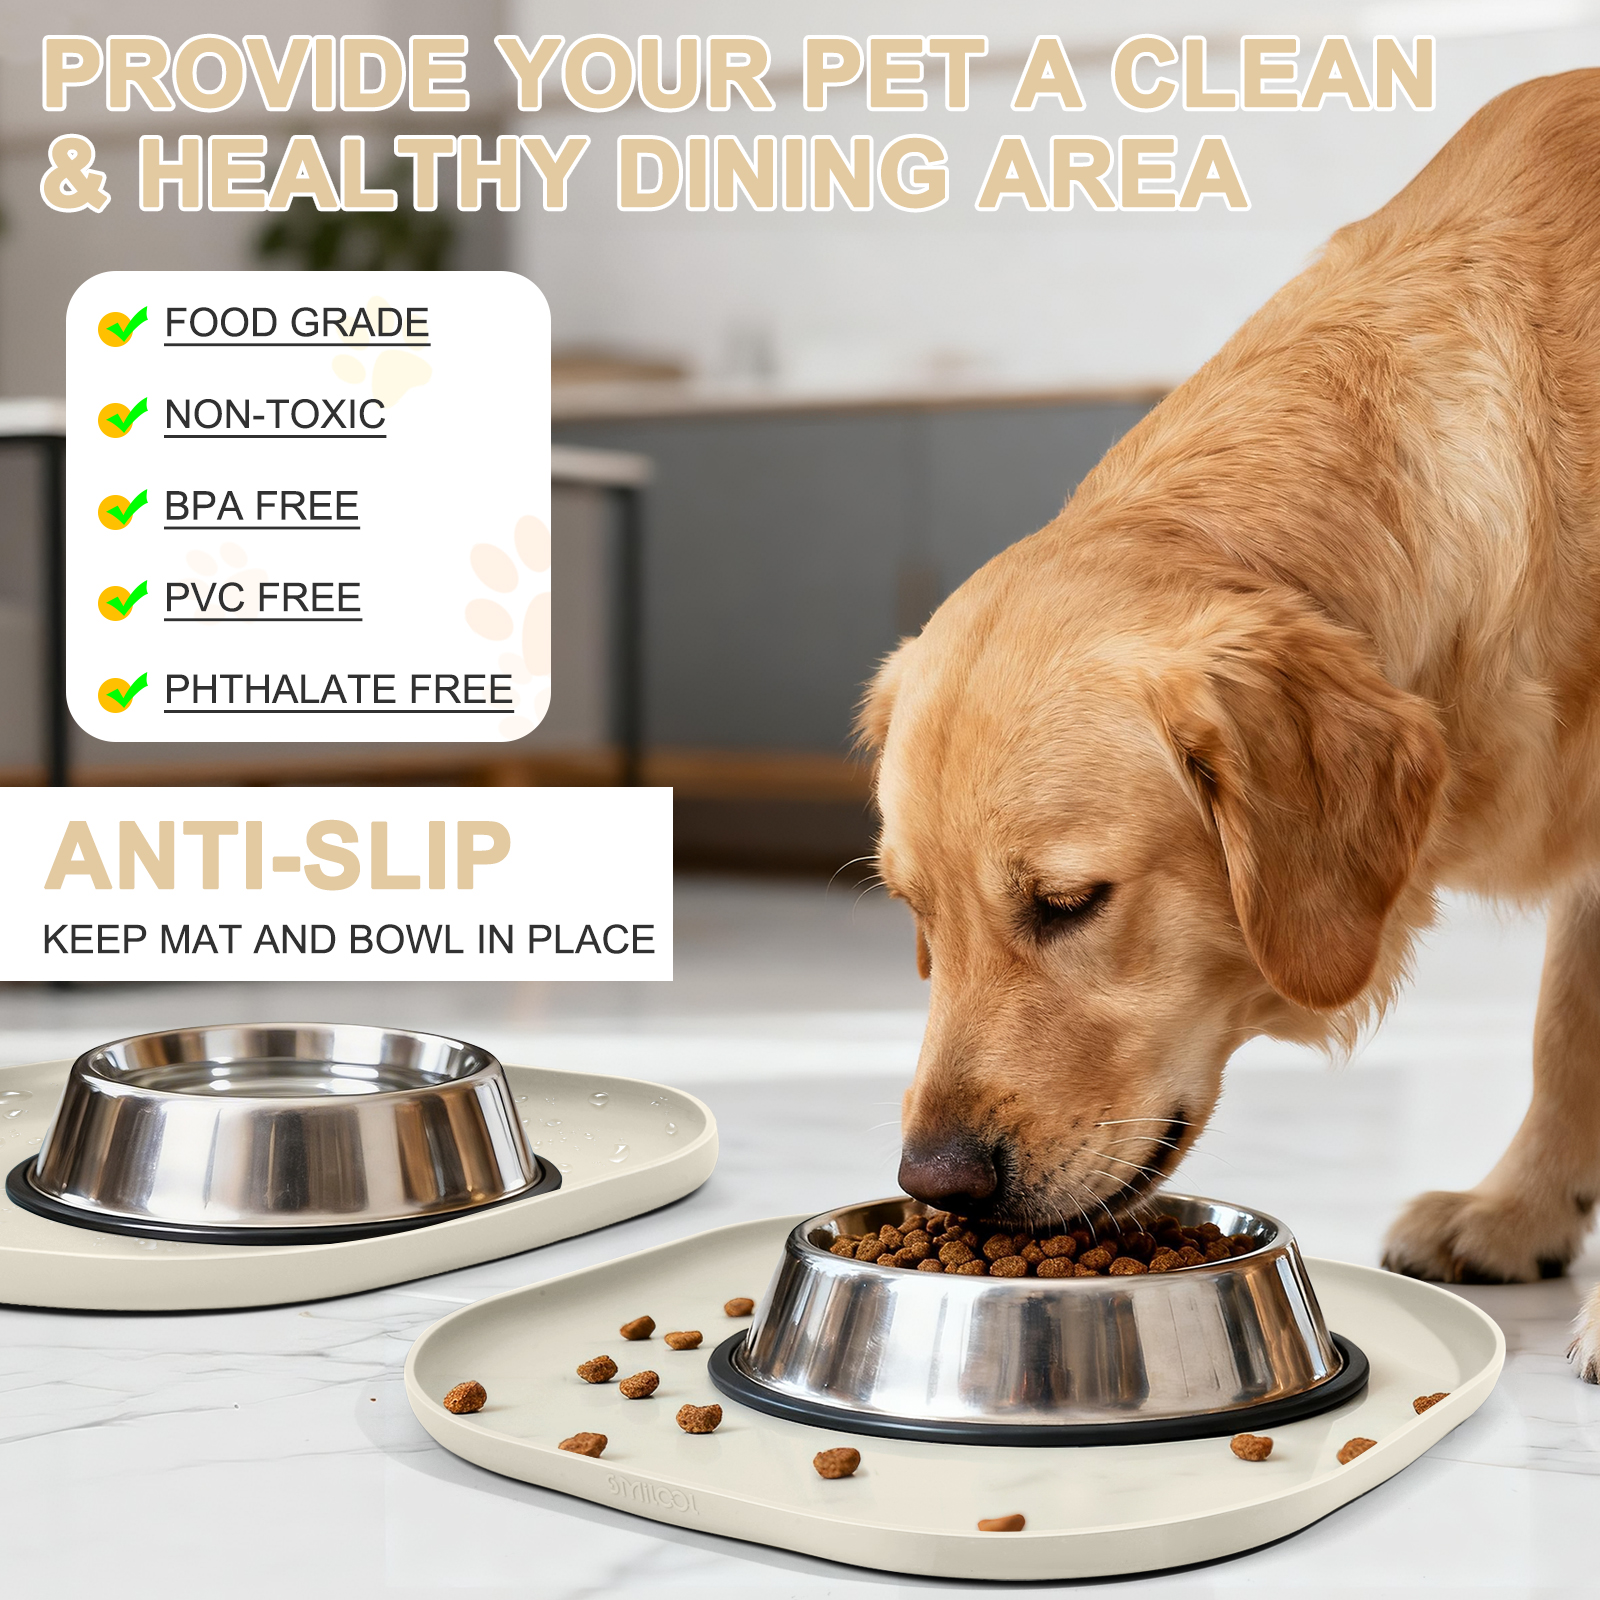 PROVIDE YOUR PET A CLEAN
& HEALTHY DINING AREA
FOOD GRADE
NON-TOXIC
BPA FREE
PVC FREE
PHTHALATE FREE
ANTI-SLIP
KEEP MAT AND BOWL IN PLACE
SMILCOL